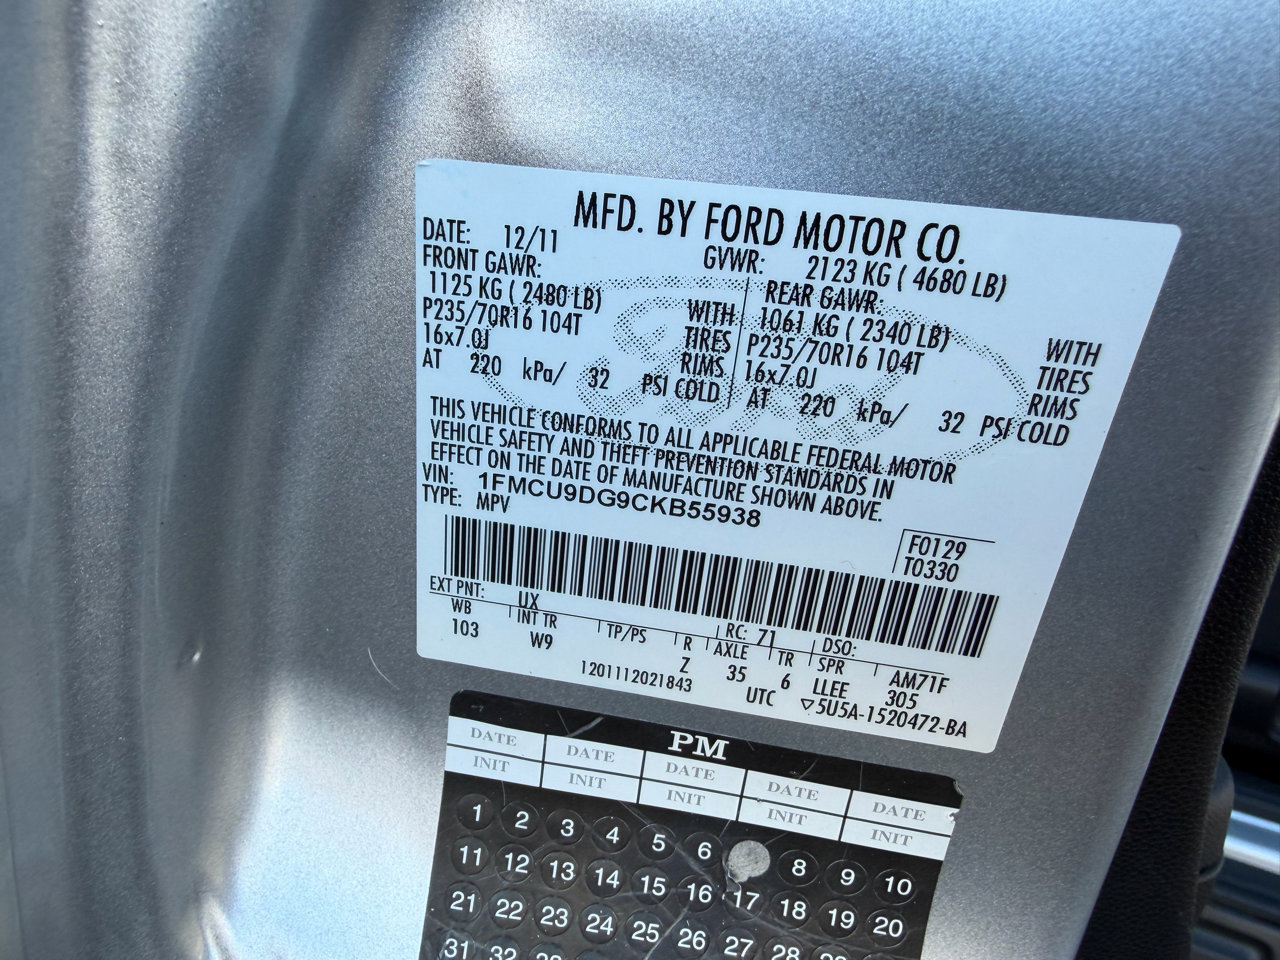 MFD. BY FORD MOTOR CO.
DATE: 12/11 GVWR: 2123 KG ( 4680 LB)
FRONT GAWR: REAR GAWR:
1125 KG ( 2480 LB) WITH 1061 KG ( 2340 LB) WITH
P235/70R16 104T TIRES P235/70R16 104T TIRES
16x7.0J RIMS 16x7.0J RIMS
AT 220 kPa/ 32 PSI COLD AT 220 kPa/ 32 PSI COLD
THIS VEHICLE CONFORMS TO ALL APPLICABLE FEDERAL MOTOR
VEHICLE SAFETY AND THEFT PREVENTION STANDARDS IN
EFFECT ON THE DATE OF MANUFACTURE SHOWN ABOVE.
VIN: 1FMCU9DG9CKB55938
TYPE: MPV
F0129
T0330
EXT PNT: UX RC: 71 DSO: AM71F
WB INT TR TP/PS R AXLE TR SPR
103 W9 Z 35 6 LLEE 305
1201112021843 UTC ▽5U5A-1520472-BA
PM
DATE DATE DATE DATE DATE
INIT INIT INIT INIT INIT
1 2 3 4 5 6 8 9 10
11 12 13 14 15 16 17 18 19 20
21 22 23 24 25 26 27 28
31 32